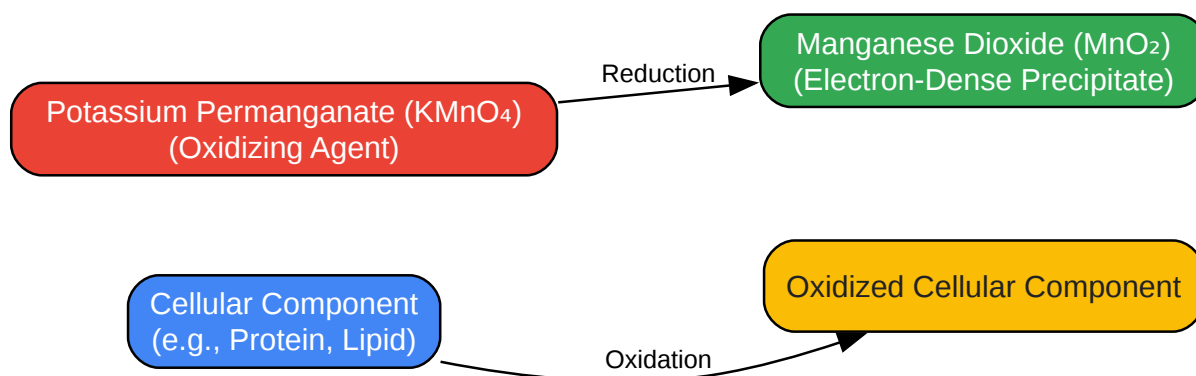 Potassium Permanganate (KMnO₄)
(Oxidizing Agent)
Reduction
Manganese Dioxide (MnO₂)
(Electron-Dense Precipitate)
Cellular Component
(e.g., Protein, Lipid)
Oxidation
Oxidized Cellular Component